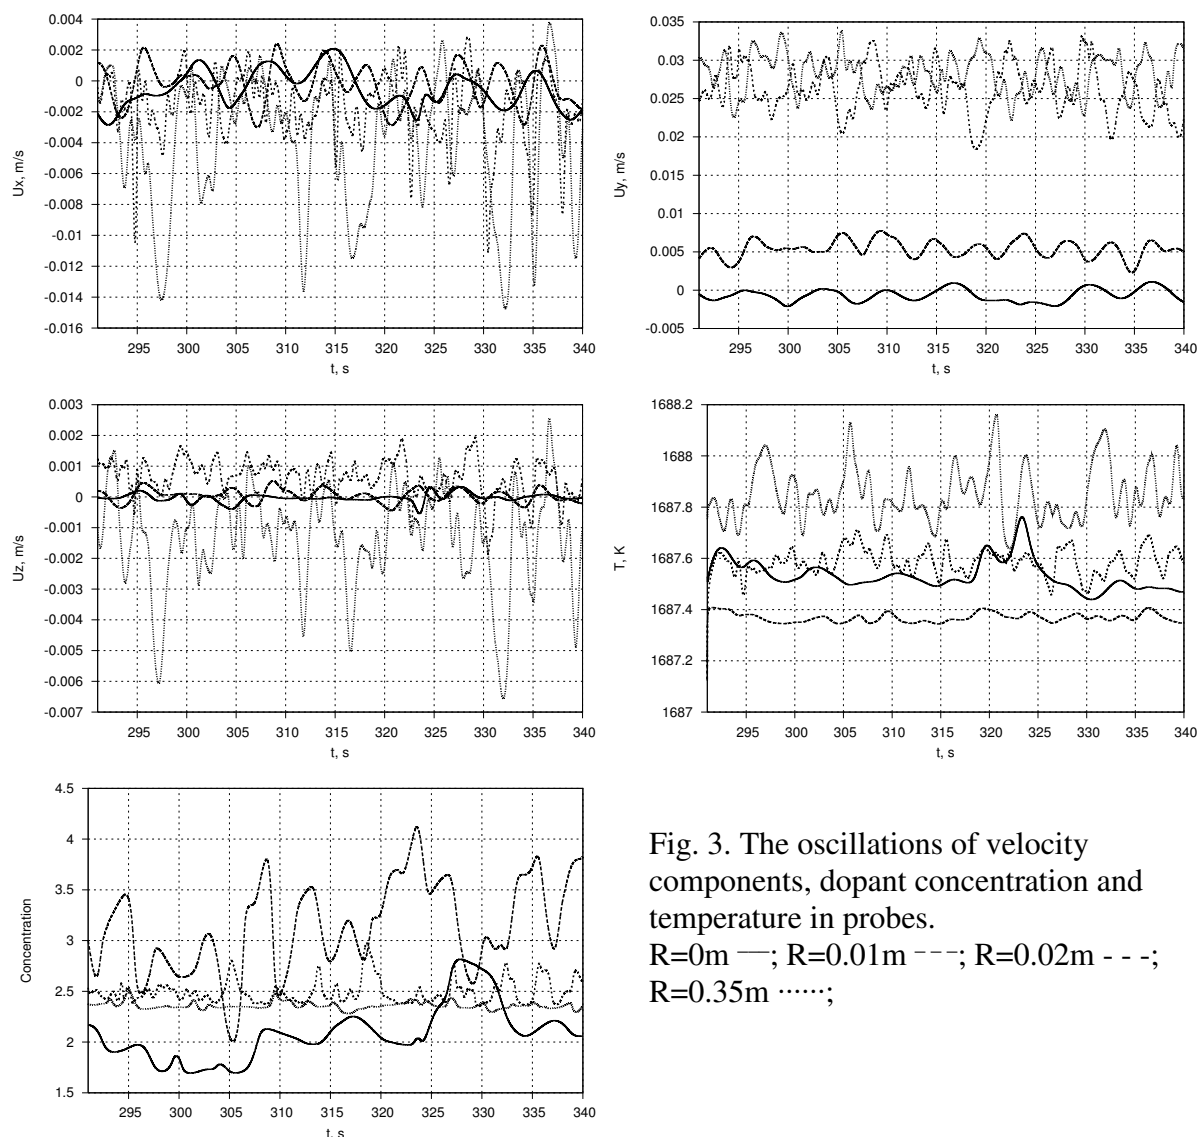 0.004
0.002
0
-0.002
-0.004
-0.006
-0.008
-0.01
-0.012
-0.014
-0.016
Ux, m/s
295 300 305 310 315 320 325 330 335 340
t, s
0.035
0.03
0.025
0.02
0.015
0.01
0.005
0
-0.005
Uy, m/s
295 300 305 310 315 320 325 330 335 340
t, s
0.003
0.002
0.001
0
-0.001
-0.002
-0.003
-0.004
-0.005
-0.006
-0.007
Uz, m/s
295 300 305 310 315 320 325 330 335 340
t, s
1688.2
1688
1687.8
1687.6
1687.4
1687.2
1687
T, K
295 300 305 310 315 320 325 330 335 340
t, s
4.5
4
3.5
3
2.5
2
1.5
Concentration
295 300 305 310 315 320 325 330 335 340
t, s
Fig. 3. The oscillations of velocity
components, dopant concentration and
temperature in probes.
R=0m —; R=0.01m ---; R=0.02m - - -;
R=0.35m ······;